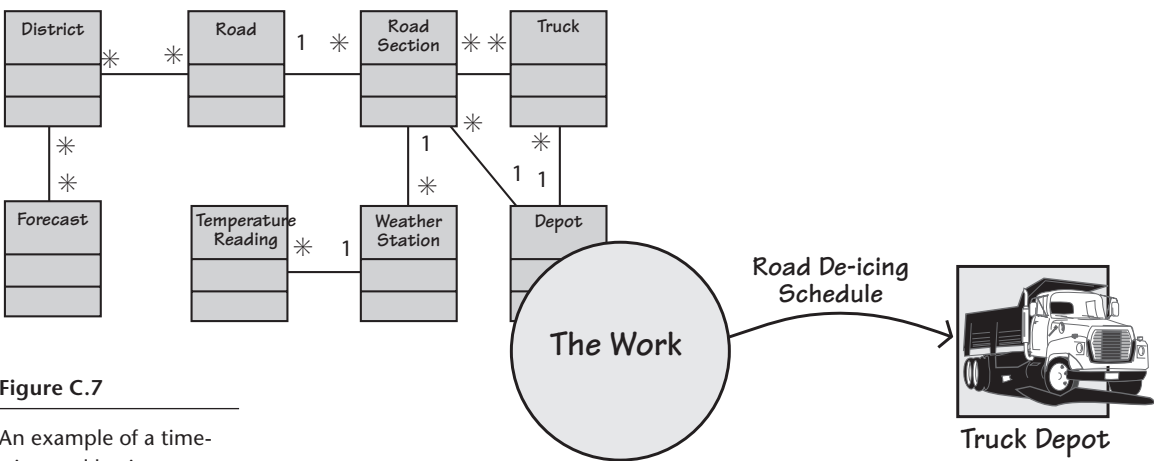 District
Road
Road
Section
Truck
1 * * *
* *
* * 1 * 1 1 *
* *
Forecast
Temperature
Reading
* 1
Weather
Station
Depot
The Work
Road De-icing
Schedule
Truck Depot
Figure C.7
An example of a time-